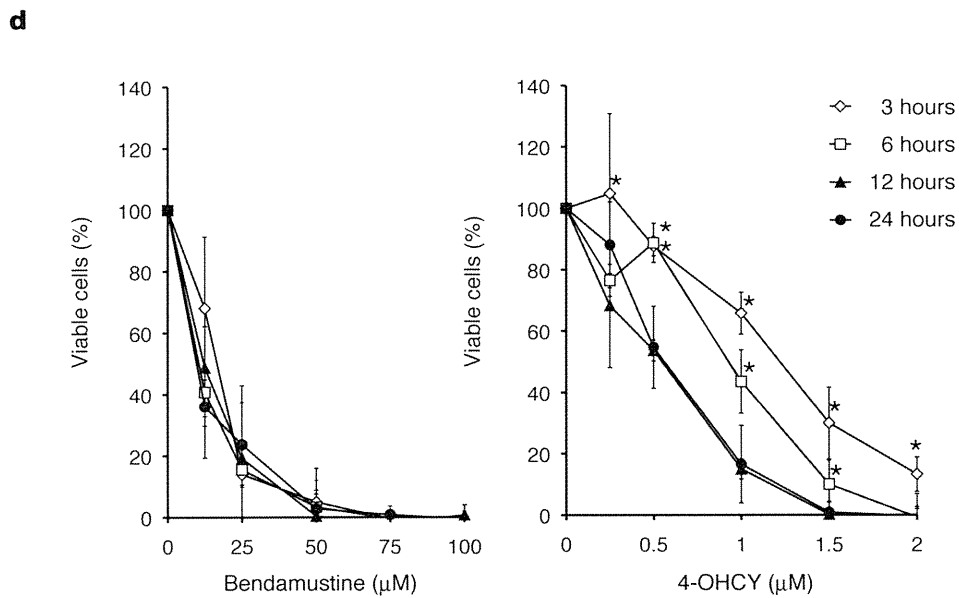 d
140
120
100
80
60
40
20
0
Viable cells (%)
0 25 50 75 100
Bendamustine (μM)
140
120
100
80
60
40
20
0
Viable cells (%)
* * * * * * * *
0 0.5 1 1.5 2
4-OHCY (μM)
3 hours
6 hours
12 hours
24 hours